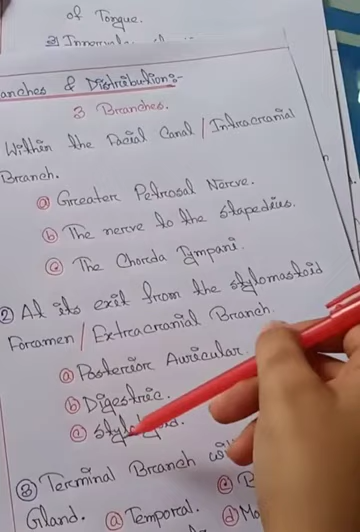 of Tongue.
anches & Distribution:-
3 Branches.
Within the Facial Canal / Intracranial
Branch.
ⓐ Greater Petrosal Nerve.
ⓑ The nerve to the stapedius.
ⓒ The Chorda Tympani.
② At its exit from the stylomastoid
Foramen / Extracranial Branch.
ⓐ Posterior Auricular.
ⓑ Digestric.
③ Terminal Branch
Gland. ⓐ Temporal.